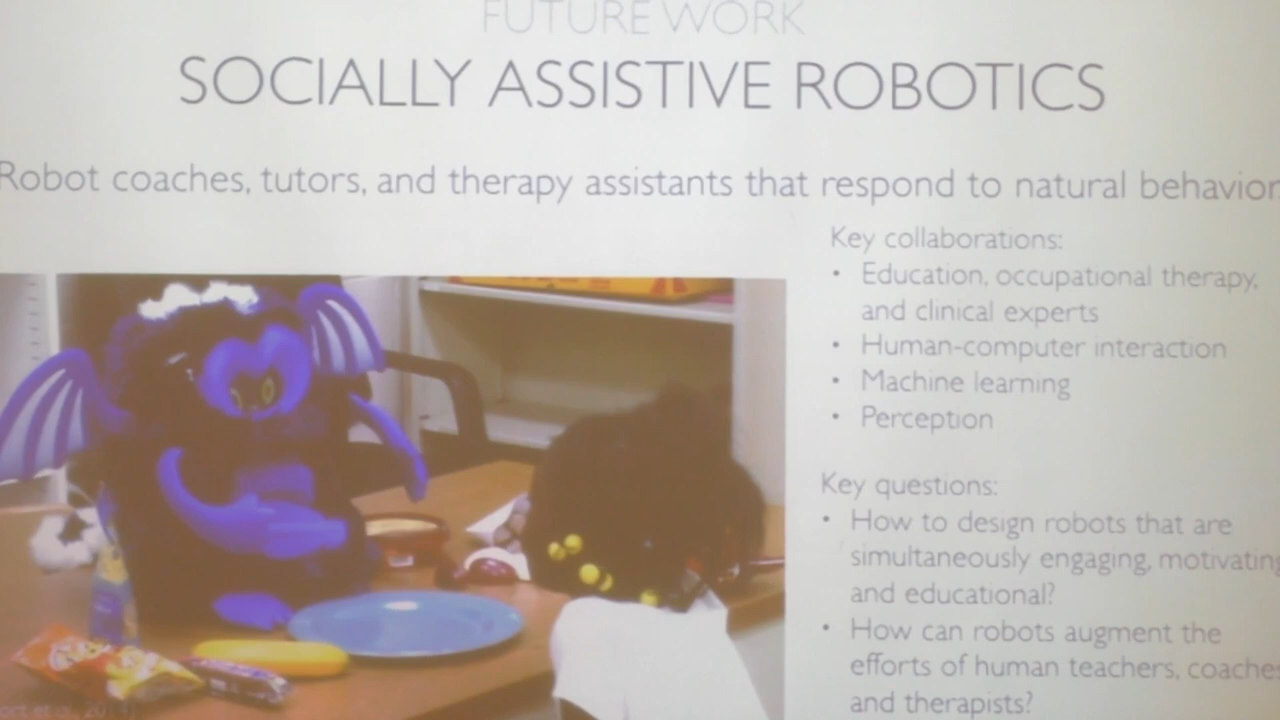 FUTURE WORK
SOCIALLY ASSISTIVE ROBOTICS
Robot coaches, tutors, and therapy assistants that respond to natural behavior
Key collaborations:
• Education, occupational therapy,
and clinical experts
• Human-computer interaction
• Machine learning
• Perception
Key questions:
• How to design robots that are
simultaneously engaging, motivating
and educational?
• How can robots augment the
efforts of human teachers, coaches
and therapists?